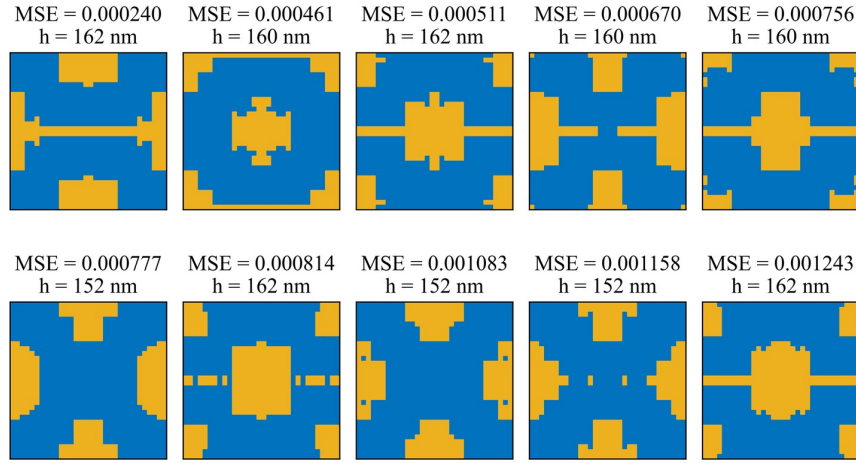 MSE = 0.000240
h = 162 nm
MSE = 0.000461
h = 160 nm
MSE = 0.000511
h = 162 nm
MSE = 0.000670
h = 160 nm
MSE = 0.000756
h = 160 nm
MSE = 0.000777
h = 152 nm
MSE = 0.000814
h = 162 nm
MSE = 0.001083
h = 152 nm
MSE = 0.001158
h = 152 nm
MSE = 0.001243
h = 162 nm